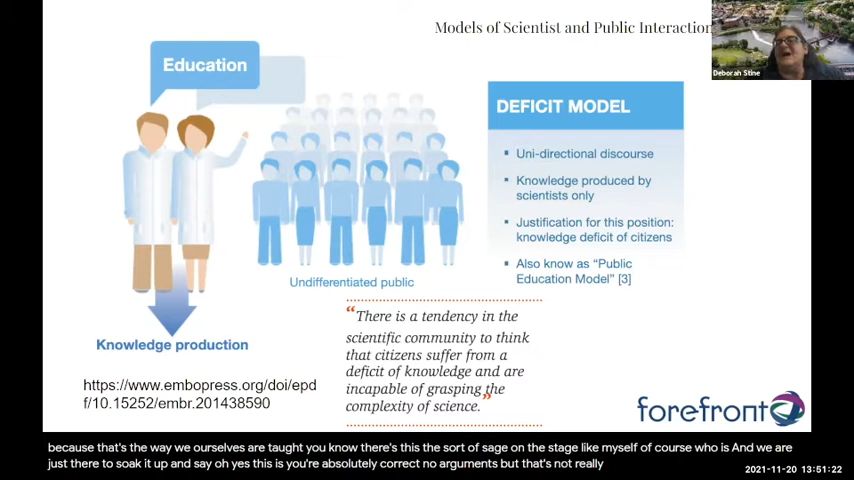 Models of Scientist and Public Interaction
Deborah Stine
Education
DEFICIT MODEL
▪ Uni-directional discourse
▪ Knowledge produced by
scientists only
▪ Justification for this position:
knowledge deficit of citizens
▪ Also know as “Public
Education Model” [3]
Undifferentiated public
Knowledge production
“There is a tendency in the
scientific community to think
that citizens suffer from a
deficit of knowledge and are
incapable of grasping the
complexity of science.”
https://www.embopress.org/doi/epd
f/10.15252/embr.201438590
forefront
because that's the way we ourselves are taught you know there's this the sort of sage on the stage like myself of course who is And we are
just there to soak it up and say oh yes this is you're absolutely correct no arguments but that's not really
2021-11-20 13:51:22